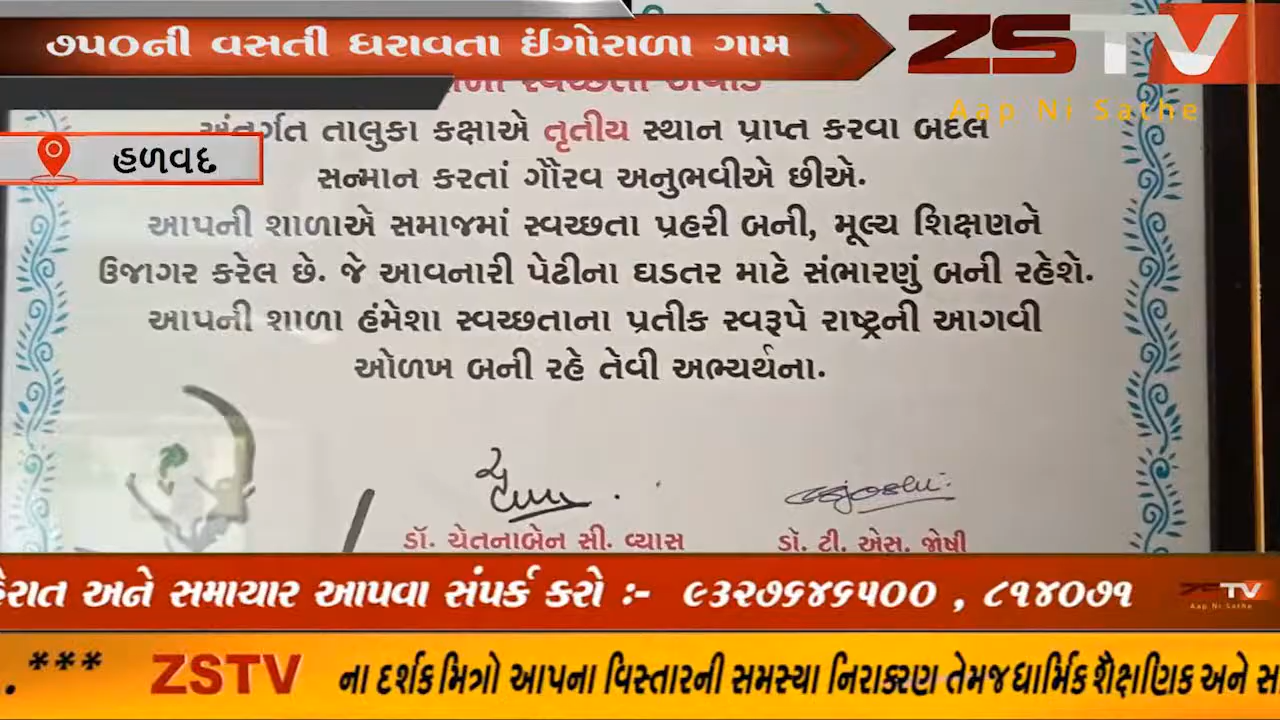 ૭૫૦ની વસતી ધરાવતા ઈંગોરાળા ગામ
ZSTV
Aap Ni Sathe
હળવદ
અંતર્ગત તાલુકા કક્ષાએ તૃતીય સ્થાન પ્રાપ્ત કરવા બદલ
સન્માન કરતાં ગૌરવ અનુભવીએ છીએ.
આપની શાળાએ સમાજમાં સ્વચ્છતા પ્રહરી બની, મૂલ્ય શિક્ષણને
ઉજાગર કરેલ છે. જે આવનારી પેઢીના ઘડતર માટે સંભારણું બની રહેશે.
આપની શાળા હંમેશા સ્વચ્છતાના પ્રતીક સ્વરૂપે રાષ્ટ્રની આગવી
ઓળખ બની રહે તેવી અભ્યર્થના.
ડૉ. ચેતનાબેન સી. વ્યાસ
ડૉ. ટી. એસ. જોષી
અને સમાચાર આપવા સંપર્ક કરો :- ૯૩૨૭૬૪૬૫૦૦ , ૮૧૪૦૭૧
ZSTV
Aap Ni Sathe
. *** ZSTV ના દર્શક મિત્રો આપના વિસ્તારની સમસ્યા નિરાકરણ તેમજ ધાર્મિક શૈક્ષણિક અને